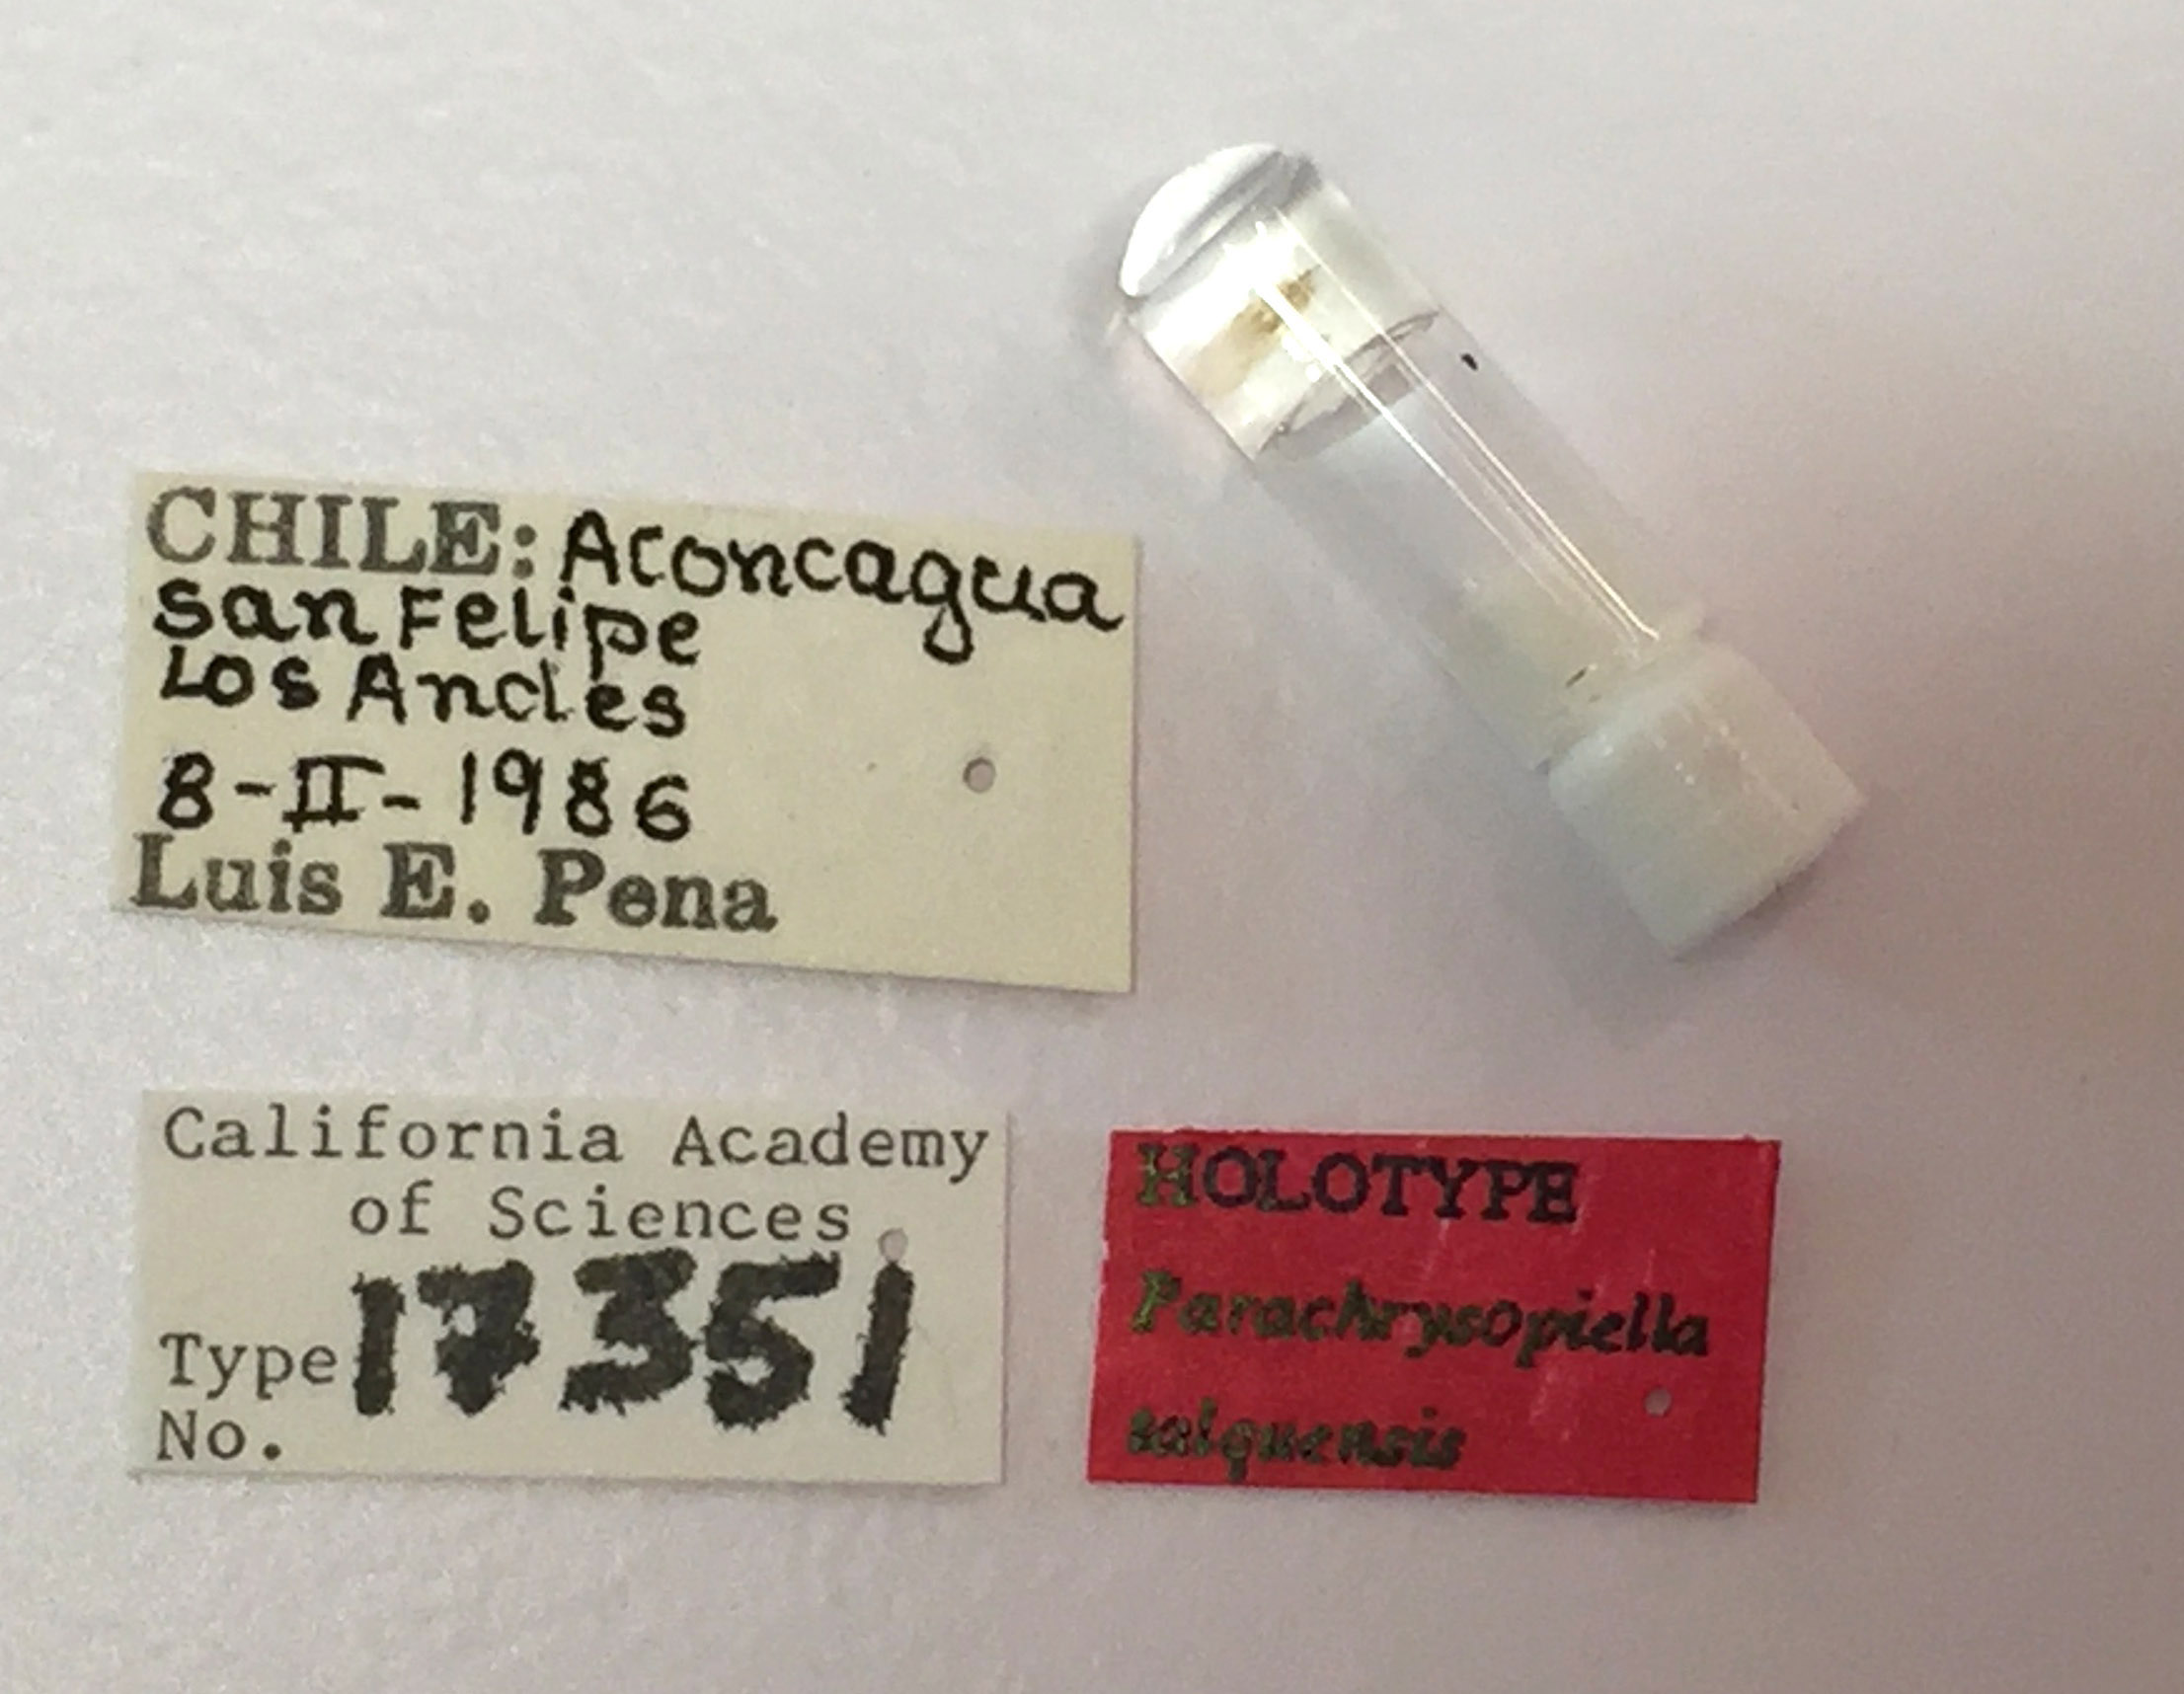 CHILE: Aconcagua
San Felipe
Los Andes
8-II-1986
Luis E. Pena
California Academy
of Sciences
Type 17351
No.
HOLOTYPE
Parachrysopiella
talquensis